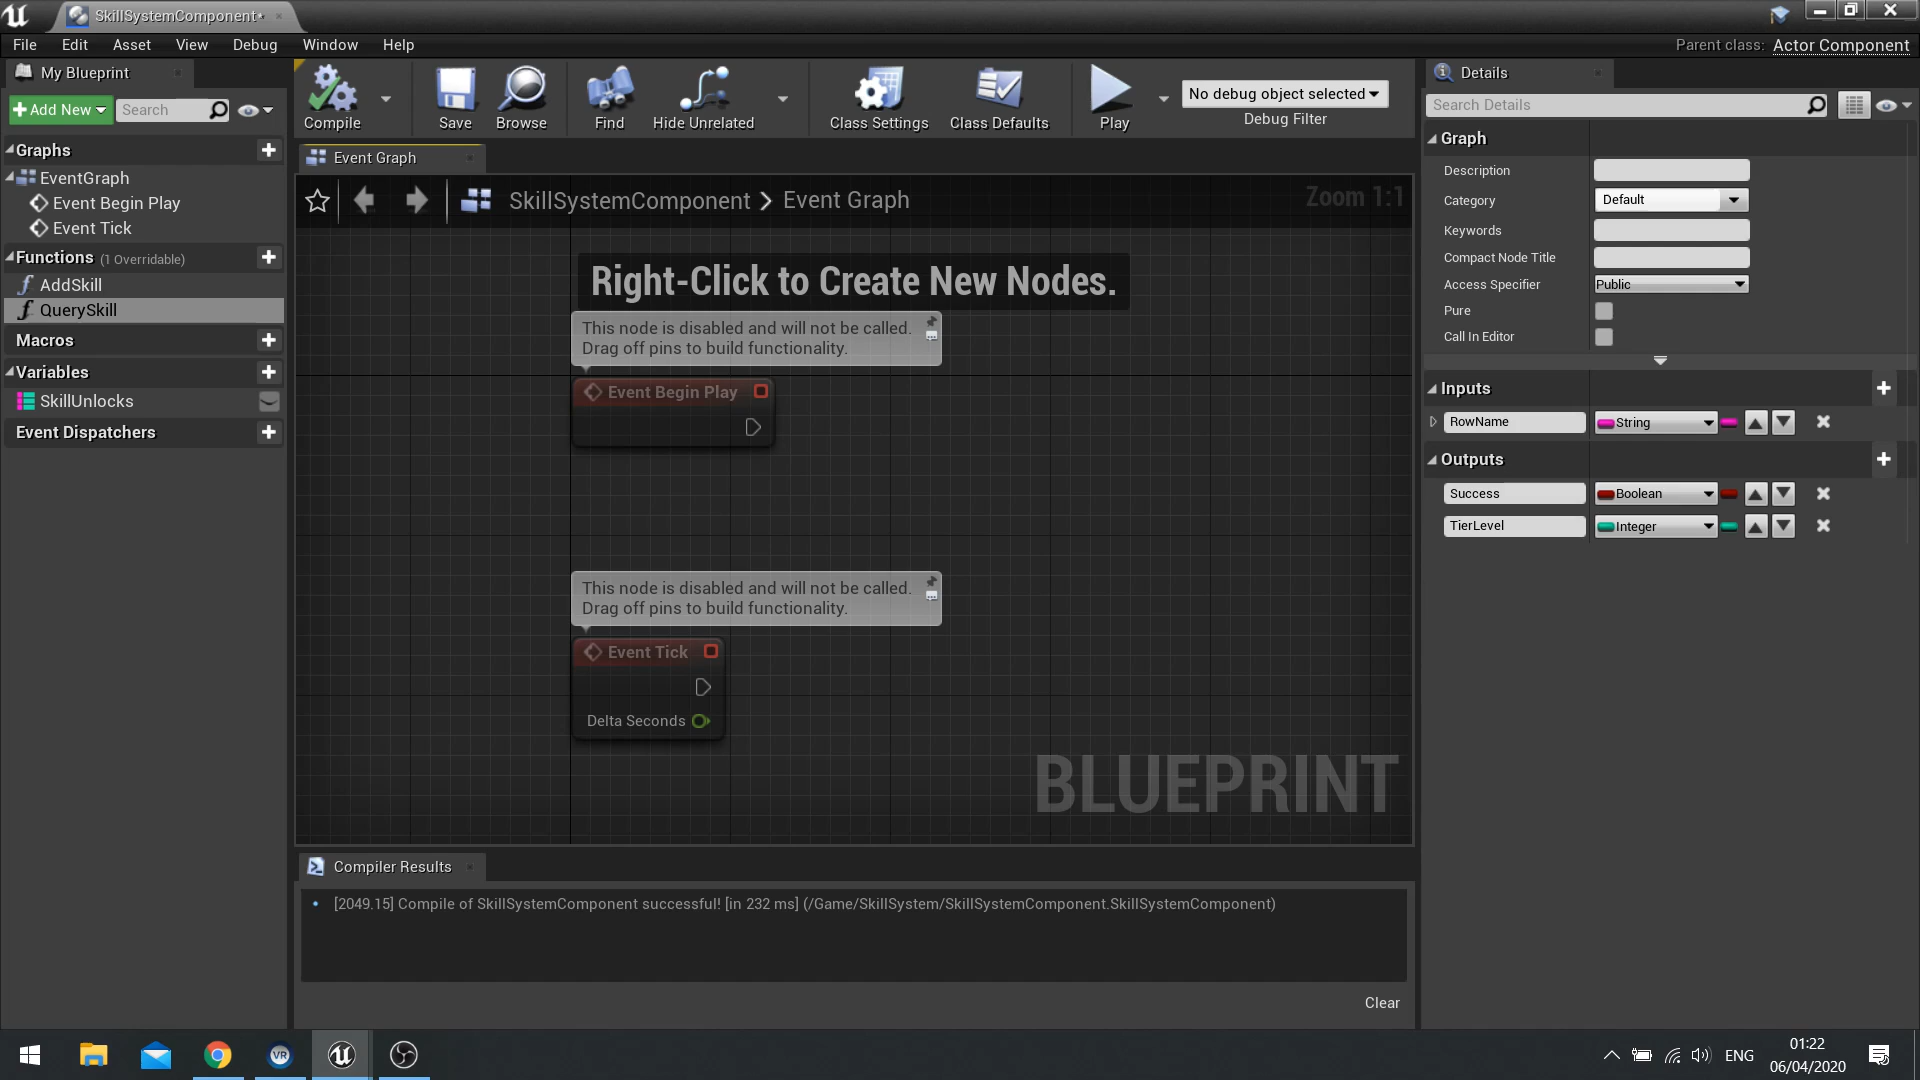 SkillSystemComponent*
File Edit Asset View Debug Window Help
Parent class: Actor Component
My Blueprint
Add New
Search
Graphs
EventGraph
Event Begin Play
Event Tick
Functions (1 Overridable)
AddSkill
QuerySkill
Macros
Variables
SkillUnlocks
Event Dispatchers
Compile
Save
Browse
Find
Hide Unrelated
Class Settings
Class Defaults
Play
No debug object selected
Debug Filter
Event Graph
SkillSystemComponent > Event Graph
Zoom 1:1
Right-Click to Create New Nodes.
This node is disabled and will not be called.
Drag off pins to build functionality.
Event Begin Play
This node is disabled and will not be called.
Drag off pins to build functionality.
Event Tick
Delta Seconds
BLUEPRINT
Compiler Results
[2049.15] Compile of SkillSystemComponent successful! [in 232 ms] (/Game/SkillSystem/SkillSystemComponent.SkillSystemComponent)
Clear
Details
Search Details
Graph
Description
Category Default
Keywords
Compact Node Title
Access Specifier Public
Pure
Call In Editor
Inputs
RowName String
Outputs
Success Boolean
TierLevel Integer
VR
ENG
01:22
06/04/2020